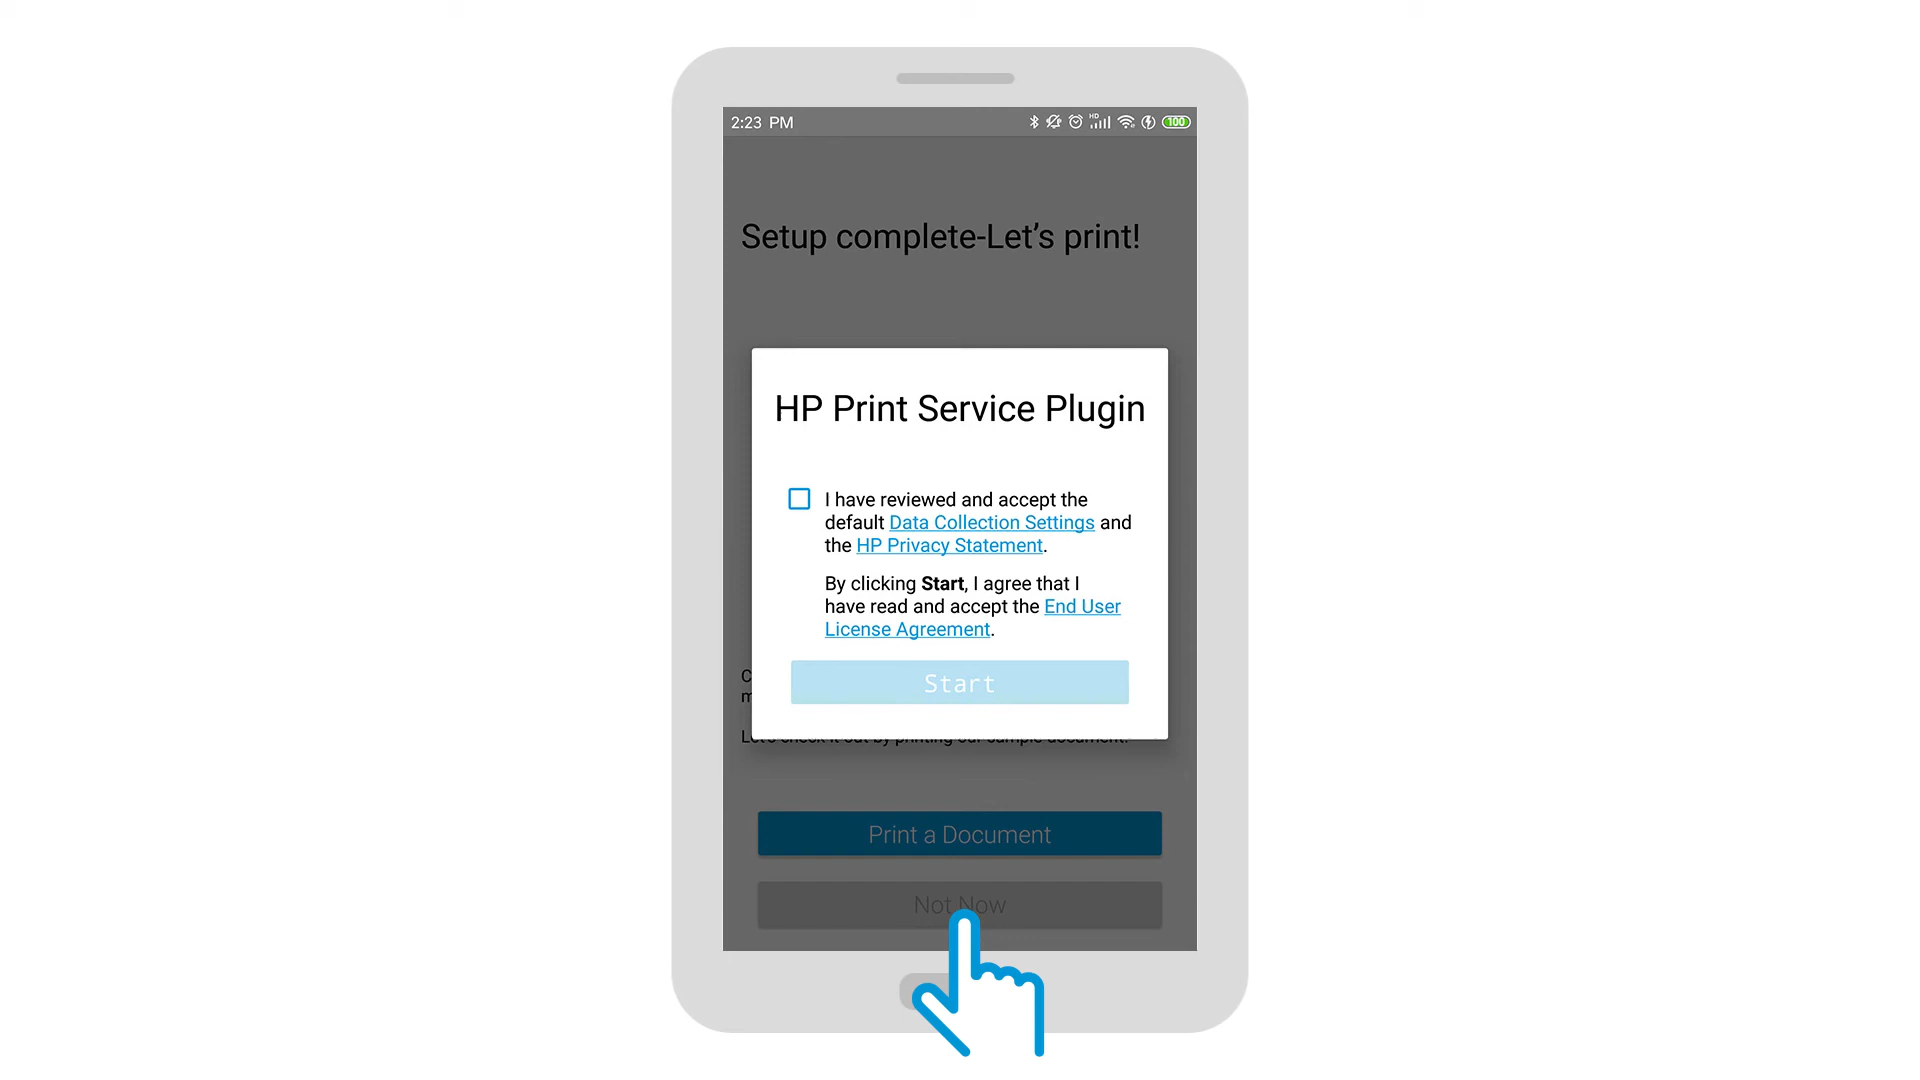 2:23 PM
HD
100
Setup complete-Let's print!
HP Print Service Plugin
I have reviewed and accept the
default Data Collection Settings and
the HP Privacy Statement.
By clicking Start, I agree that I
have read and accept the End User
License Agreement.
Start
Let's check it out by printing our sample document.
Print a Document
Not Now